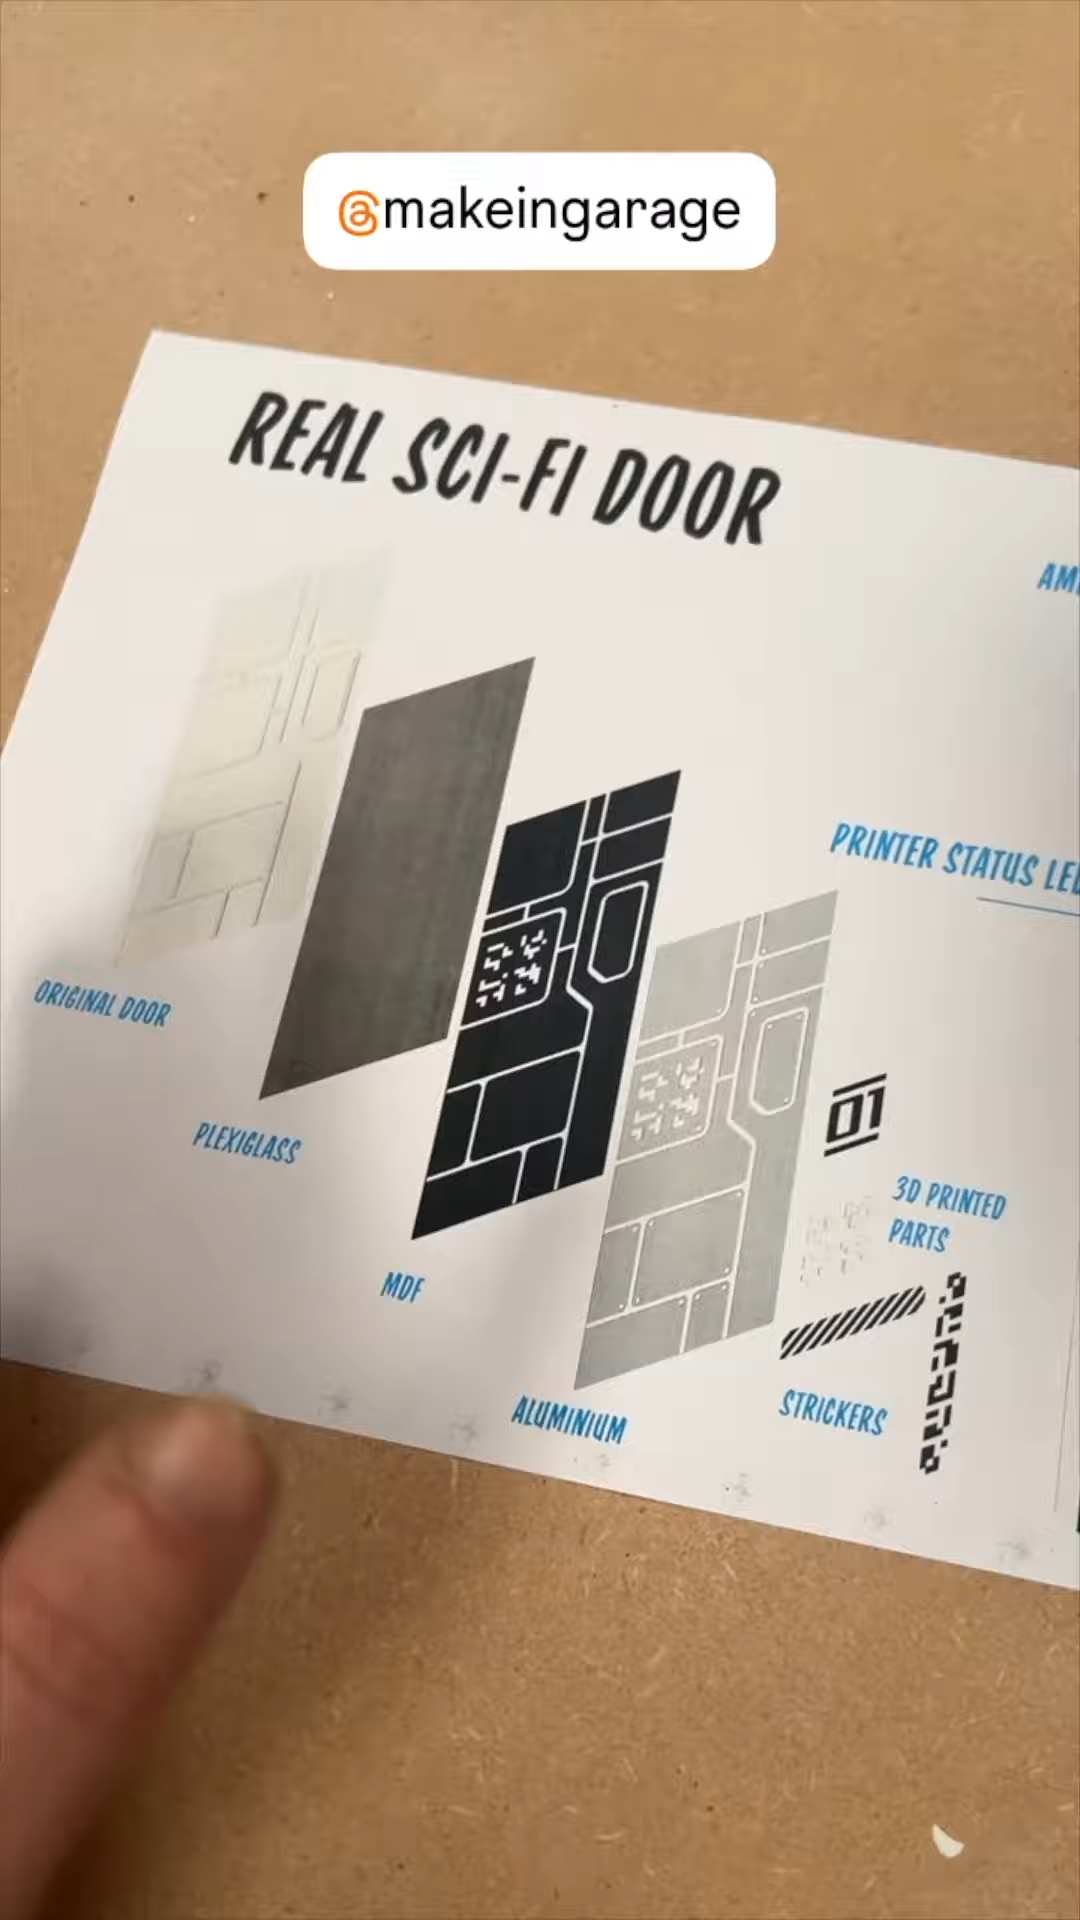 @makeingarage
REAL SCI-FI DOOR
PRINTER STATUS
ORIGINAL DOOR
PLEXIGLASS
MDF
01
3D PRINTED
PARTS
ALUMINIUM
STRICKERS